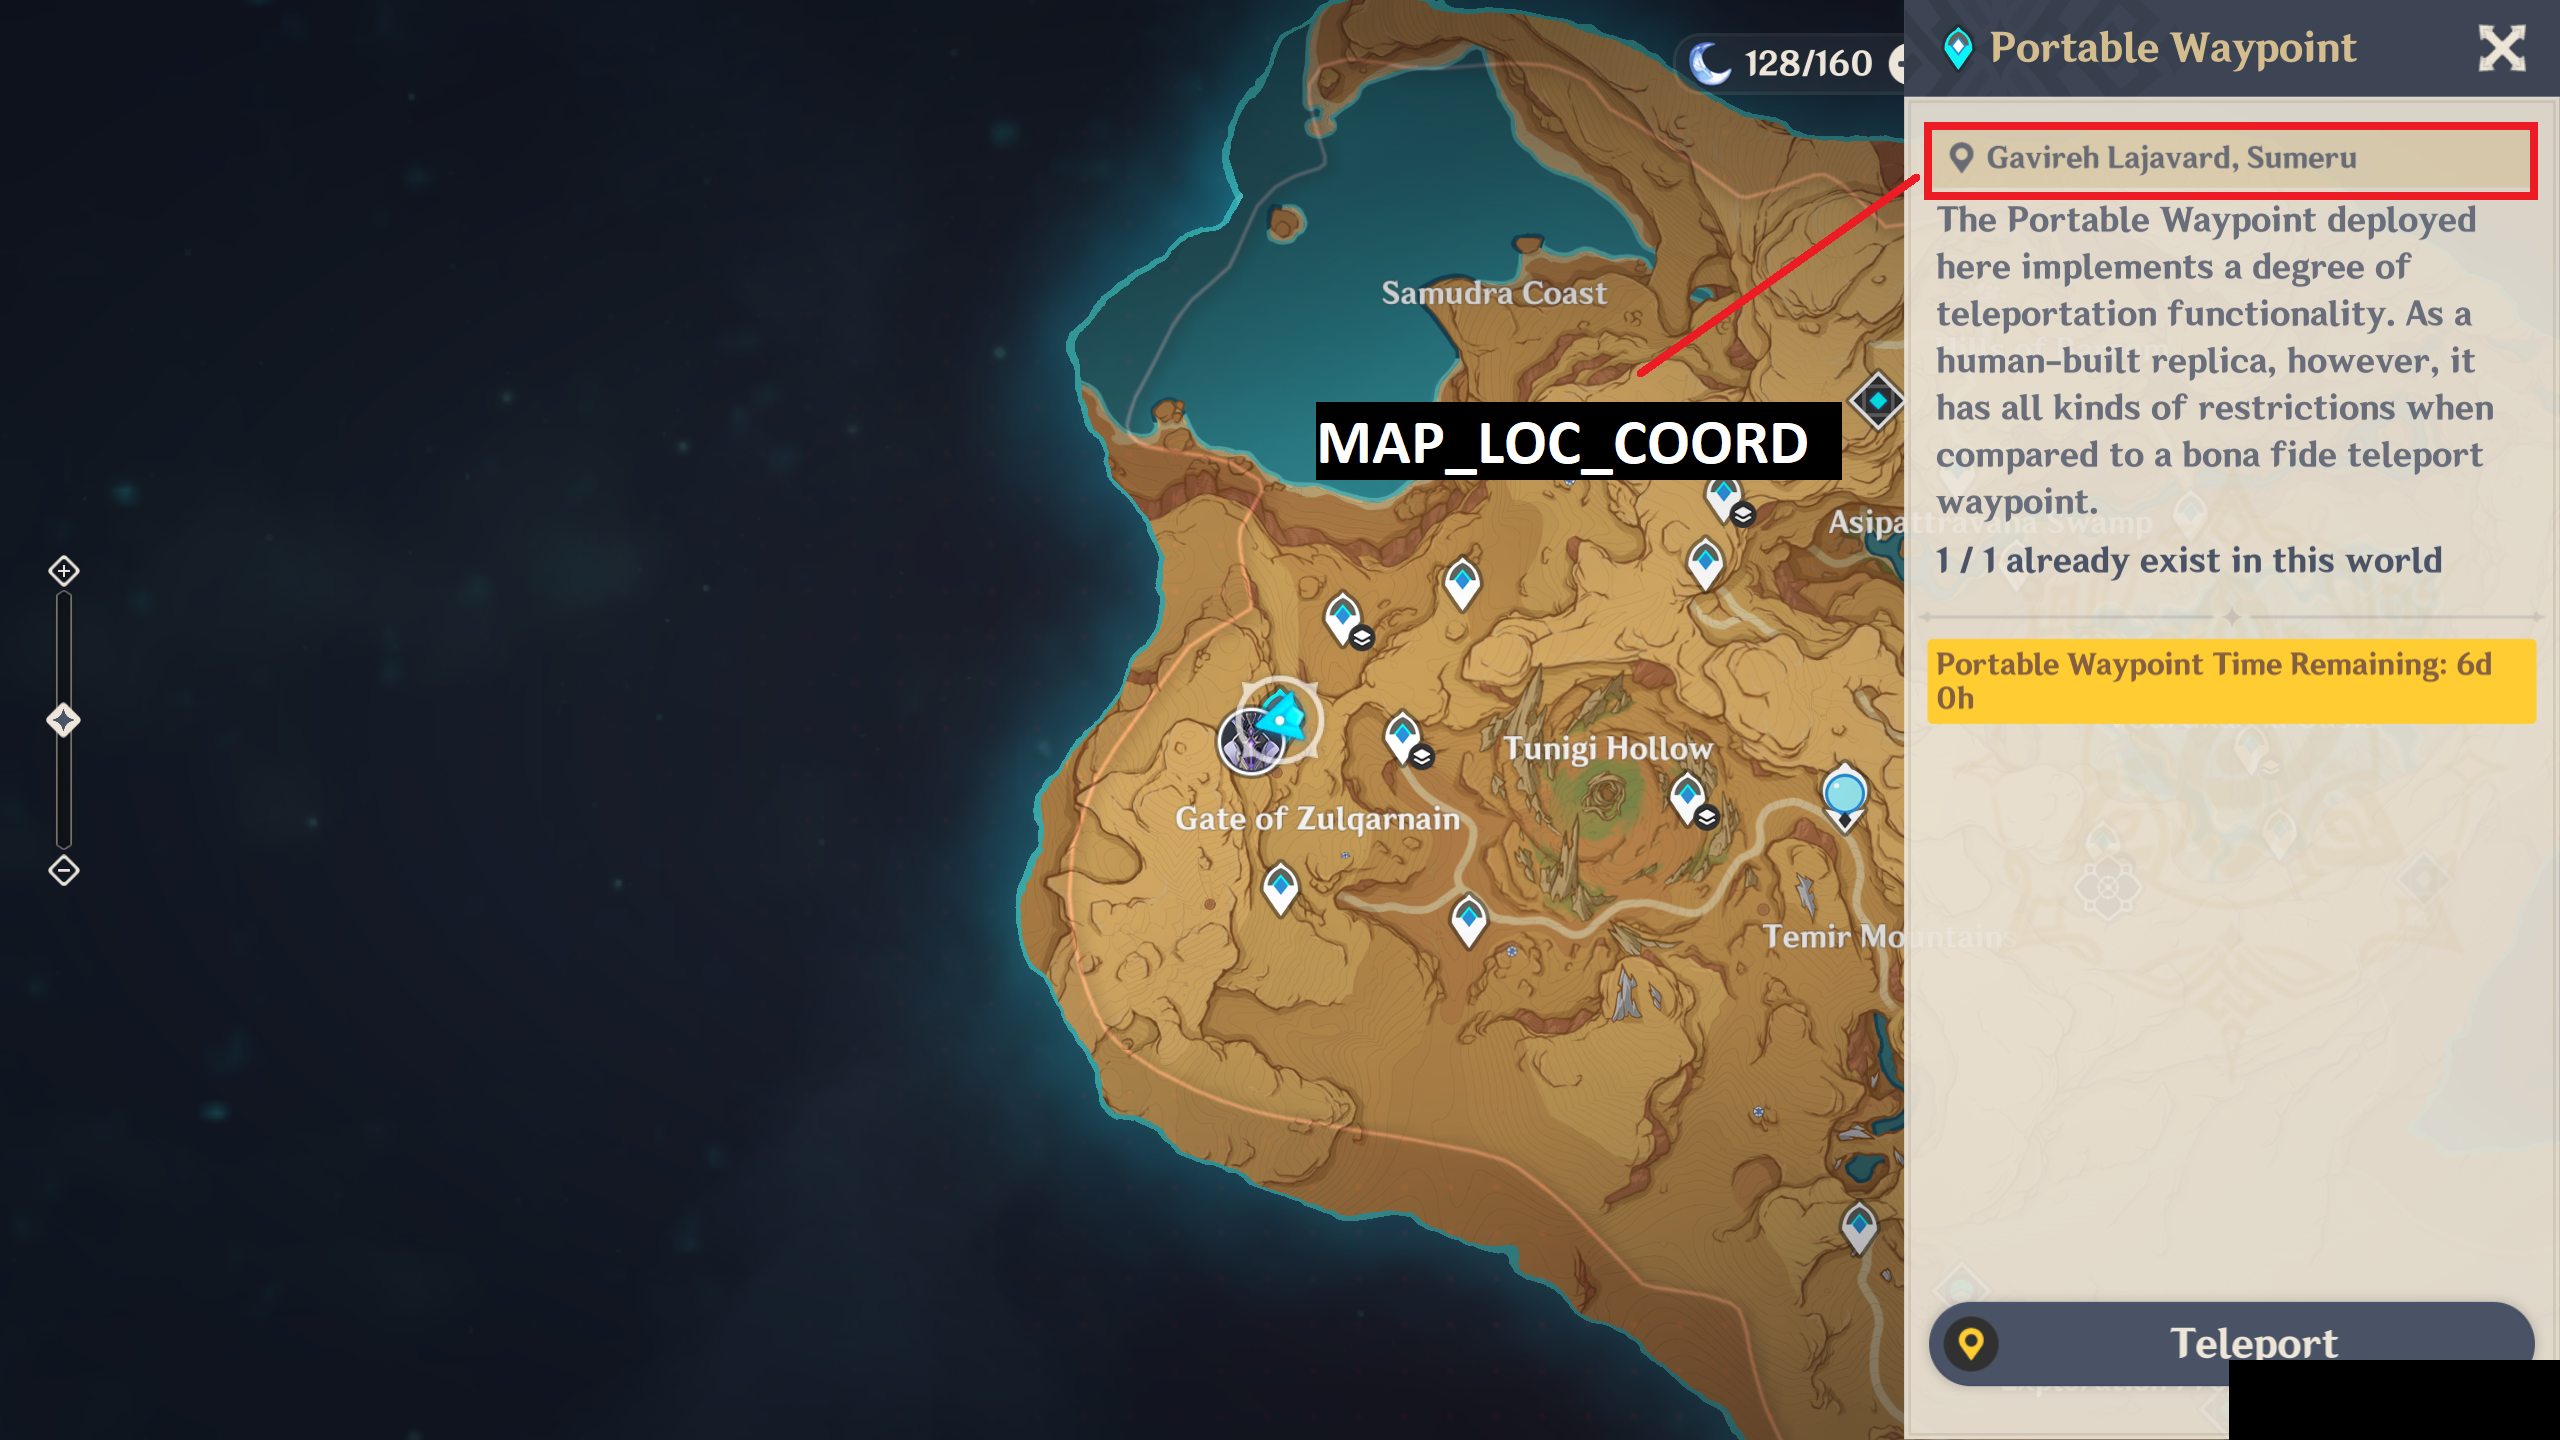 128/160
Portable Waypoint
Gavireh Lajavard, Sumeru
The Portable Waypoint deployed
here implements a degree of
teleportation functionality. As a
human-built replica, however, it
has all kinds of restrictions when
compared to a bona fide teleport
waypoint.
1 / 1 already exist in this world
Portable Waypoint Time Remaining: 6d
0h
Samudra Coast
MAP_LOC_COORD
Asipattravana Swamp
Tunigi Hollow
Gate of Zulqarnain
Temir Mountains
Teleport